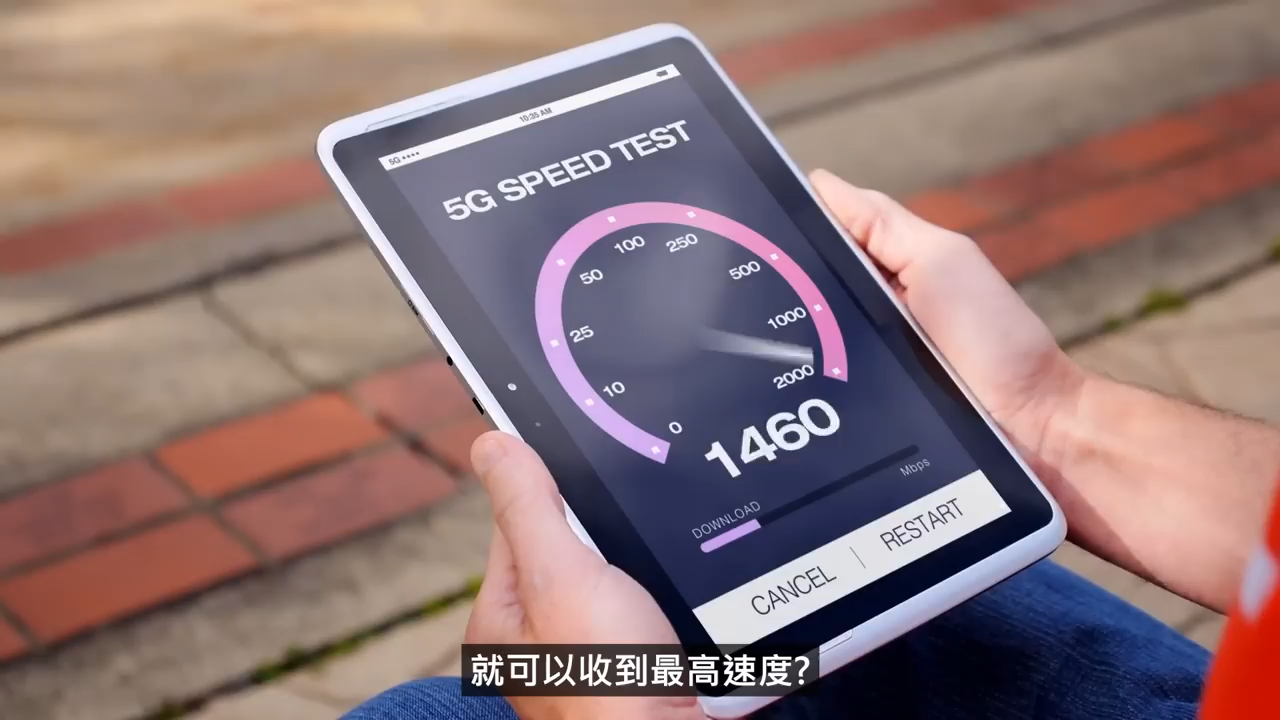 5G
10:35 AM
5G SPEED TEST
0
10
25
50
100
250
500
1000
2000
1460
Mbps
DOWNLOAD
CANCEL | RESTART
就可以收到最高速度?